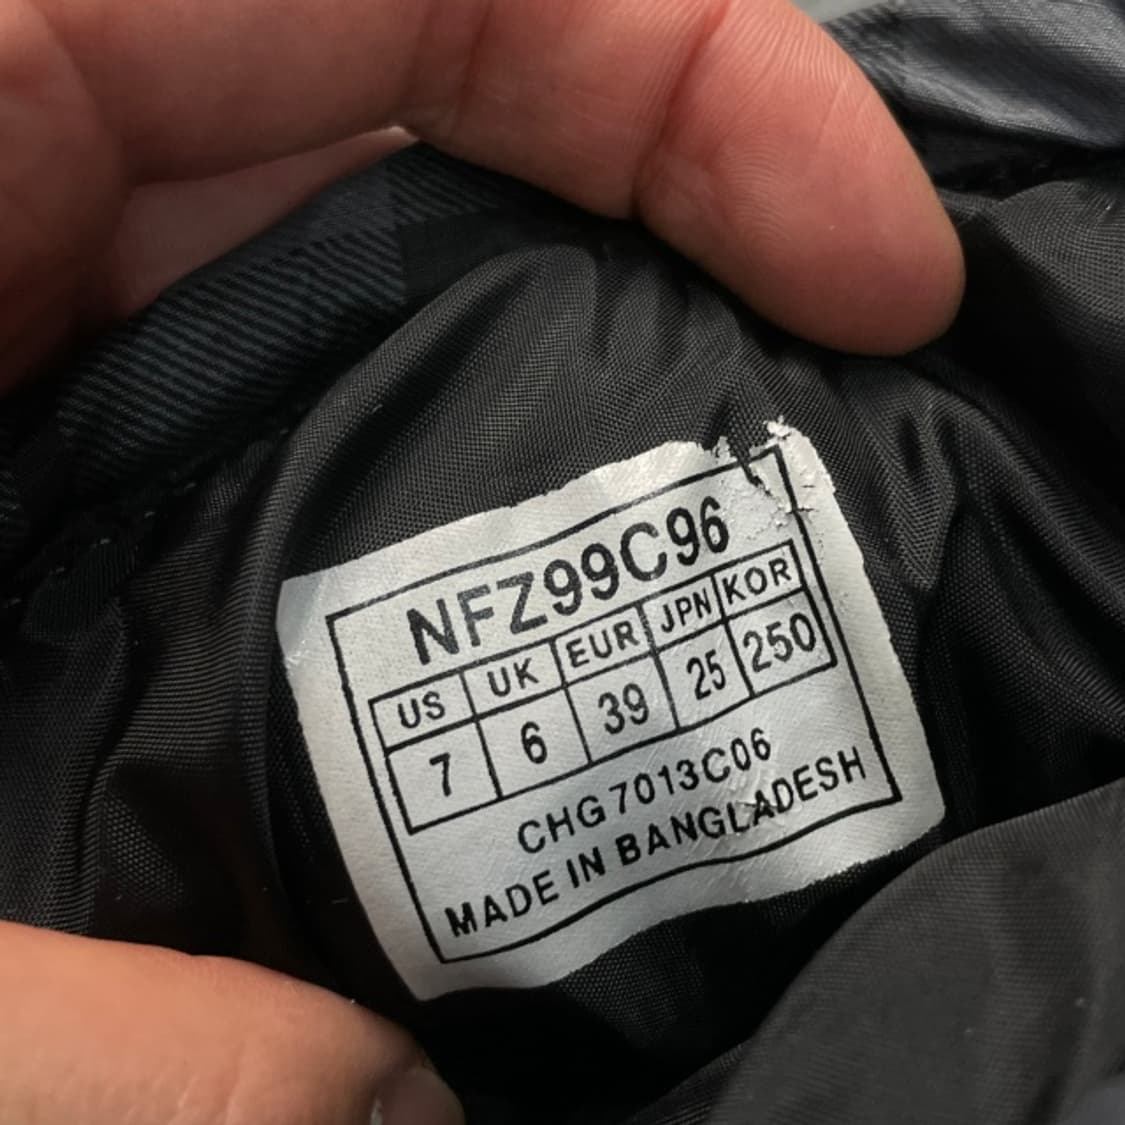 NFZ99C96
US UK EUR JPN KOR
7 6 39 25 250
CHG7013C06
MADE IN BANGLADESH